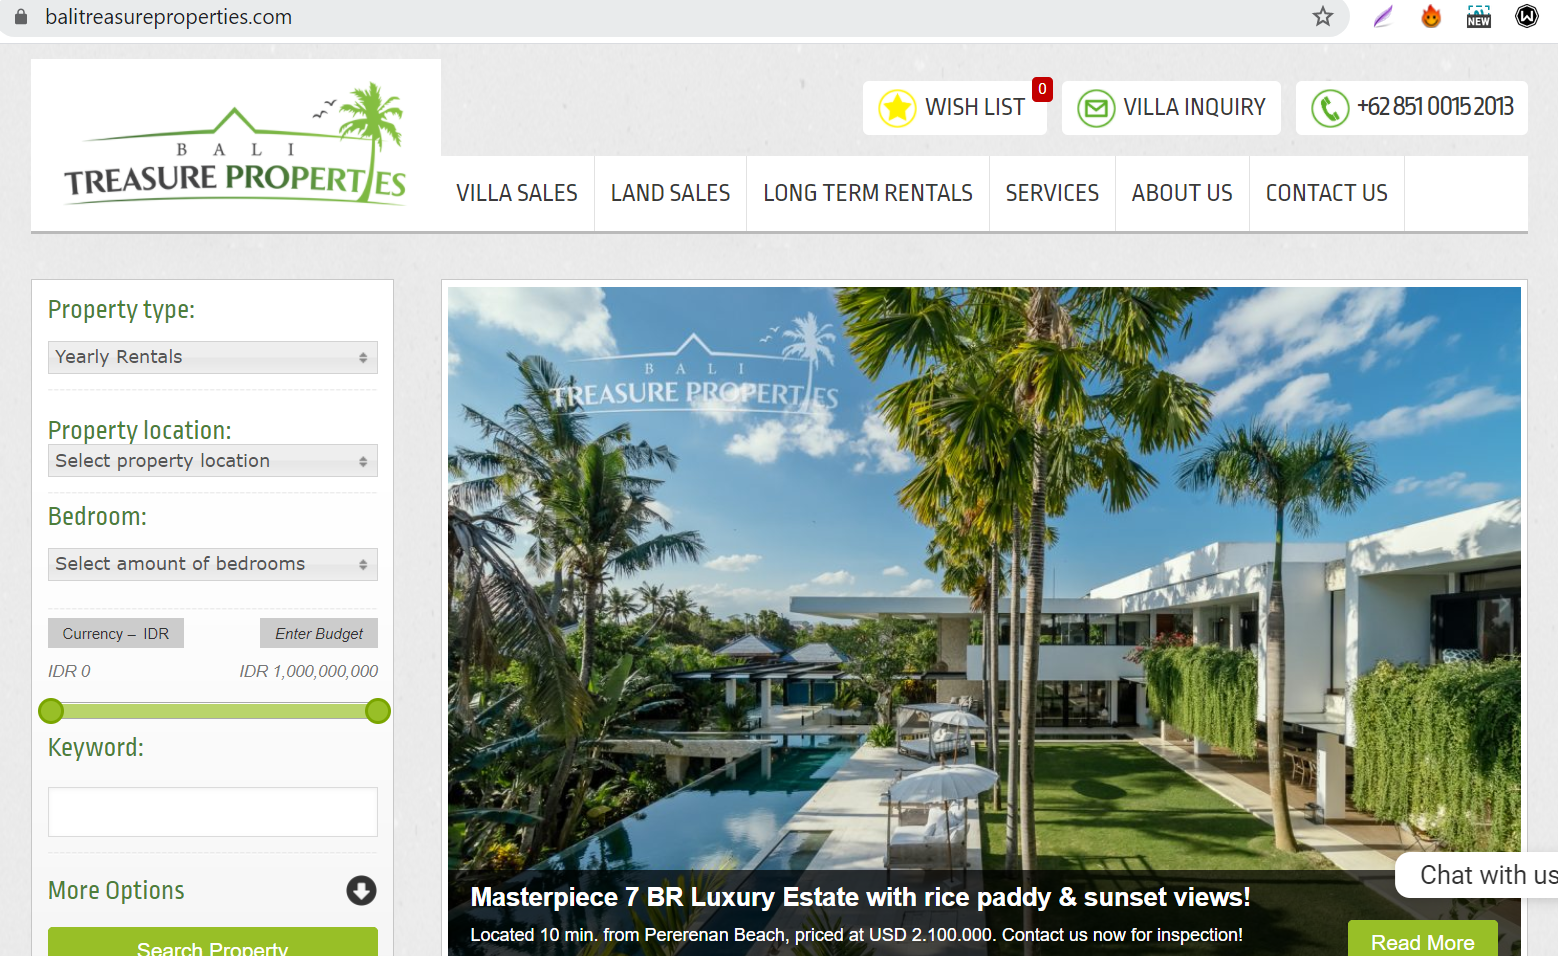 balitreasureproperties.com
NEW
BALI
TREASURE PROPERTIES
WISH LIST
0
VILLA INQUIRY
+62 851 0015 2013
VILLA SALES
LAND SALES
LONG TERM RENTALS
SERVICES
ABOUT US
CONTACT US
Property type:
Yearly Rentals
Property location:
Select property location
Bedroom:
Select amount of bedrooms
Currency – IDR
Enter Budget
IDR 0
IDR 1,000,000,000
Keyword:
More Options
Search Property
BALI
TREASURE PROPERTIES
Masterpiece 7 BR Luxury Estate with rice paddy & sunset views!
Located 10 min. from Pererenan Beach, priced at USD 2.100.000. Contact us now for inspection!
Read More
Chat with us